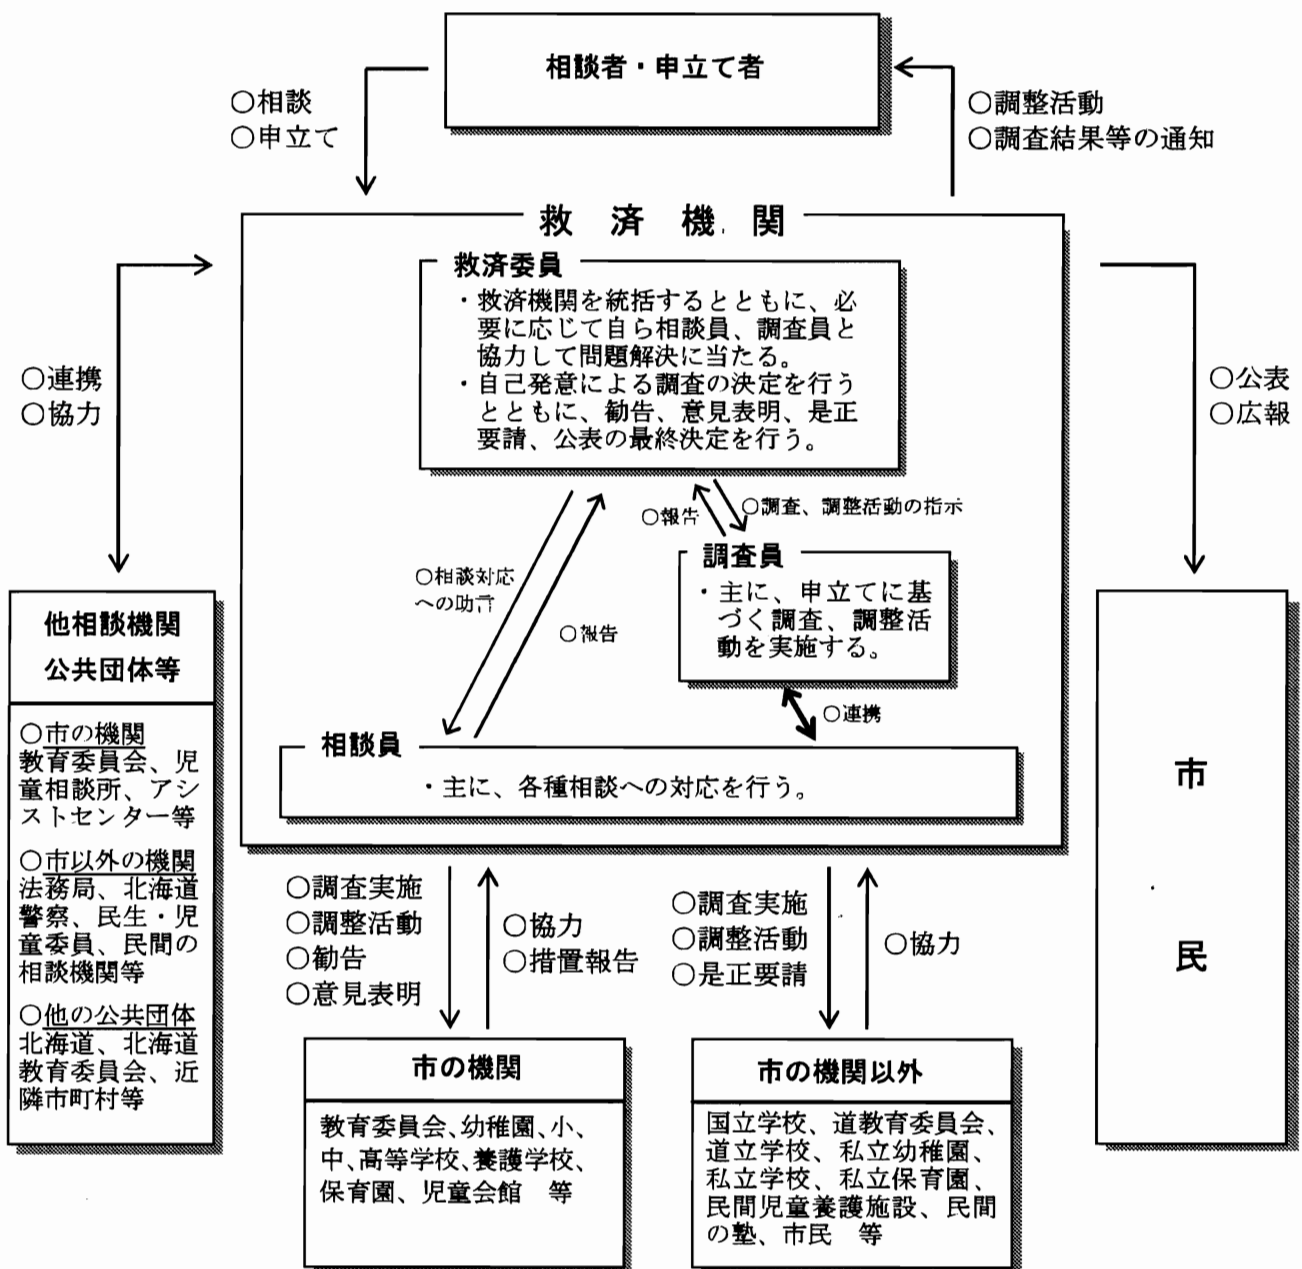 相談者・申立て者
○相談
○申立て
○調整活動
○調査結果等の通知
救済機関
救済委員
・救済機関を統括するとともに、必
要に応じて自ら相談員、調査員と
協力して問題解決に当たる。
・自己発意による調査の決定を行う
とともに、勧告、意見表明、是正
要請、公表の最終決定を行う。
○連携
○協力
○公表
○広報
○報告
○調査、調整活動の指示
調査員
・主に、申立てに基
づく調査、調整活
動を実施する。
○相談対応
への助言
○報告
○連携
相談員
・主に、各種相談への対応を行う。
他相談機関
公共団体等
○市の機関
教育委員会、児
童相談所、アシ
ストセンター等
○市以外の機関
法務局、北海道
警察、民生・児
童委員、民間の
相談機関等
○他の公共団体
北海道、北海道
教育委員会、近
隣市町村等
市民
○調査実施
○調整活動
○勧告
○意見表明
○協力
○措置報告
○調査実施
○調整活動
○是正要請
○協力
市の機関
教育委員会、幼稚園、小、
中、高等学校、養護学校、
保育園、児童会館 等
市の機関以外
国立学校、道教育委員会、
道立学校、私立幼稚園、
私立学校、私立保育園、
民間児童養護施設、民間
の塾、市民 等